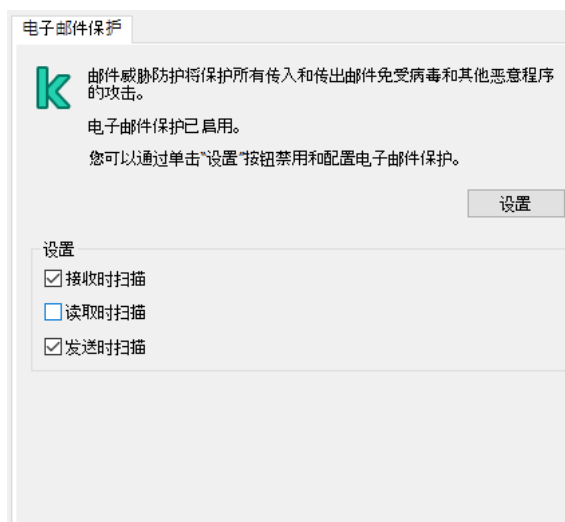 电子邮件保护
邮件威胁防护将保护所有传入和传出邮件免受病毒和其他恶意程序
的攻击。
电子邮件保护已启用。
您可以通过单击"设置"按钮禁用和配置电子邮件保护。
设置
设置
接收时扫描
读取时扫描
发送时扫描